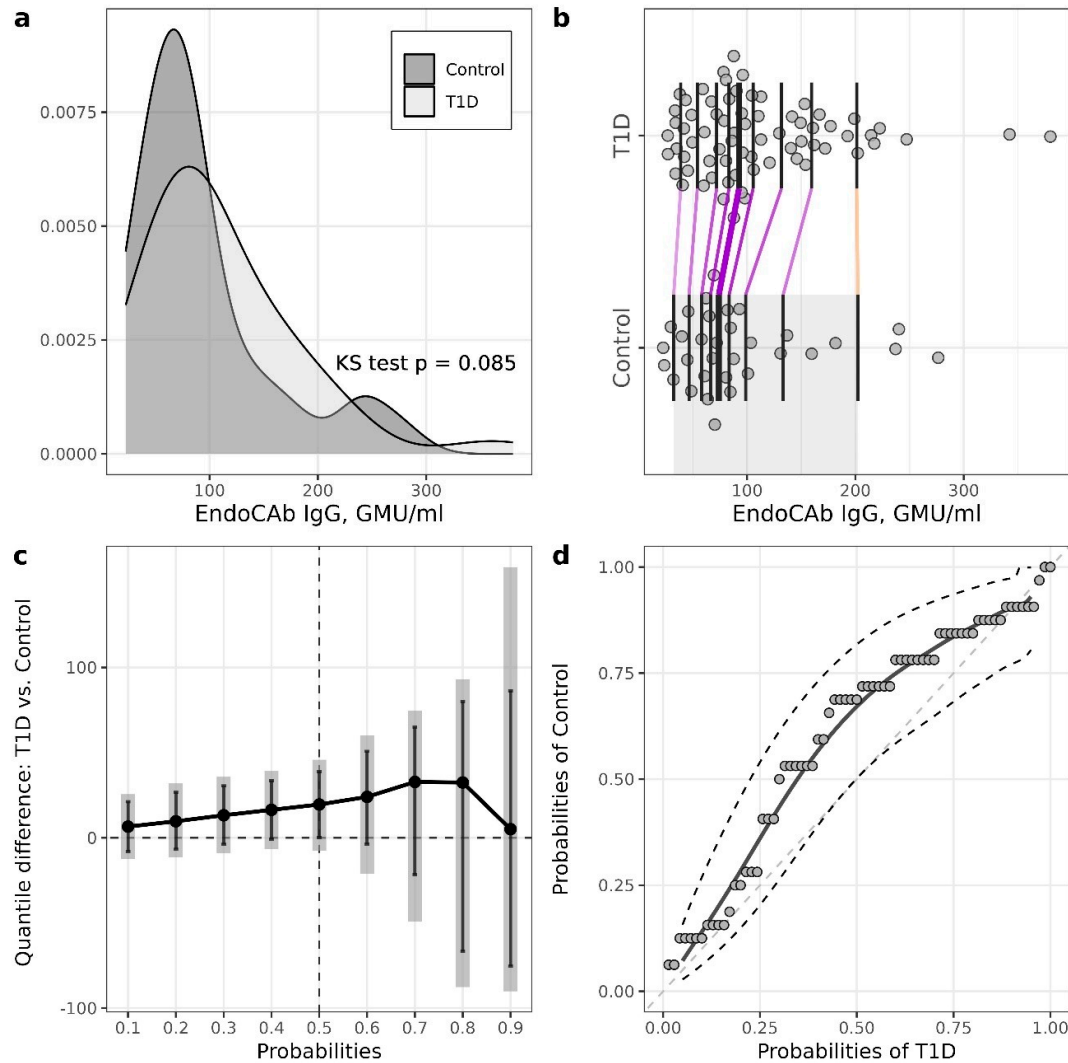 a
0.0075
0.0050
0.0025
0.0000
Control
T1D
KS test p = 0.085
100 200 300
EndoCAb IgG, GMU/ml
b
T1D
Control
100 200 300
EndoCAb IgG, GMU/ml
c
Quantile difference: T1D vs. Control
100
0
-100
0.1 0.2 0.3 0.4 0.5 0.6 0.7 0.8 0.9
Probabilities
d
Probabilities of Control
1.00
0.75
0.50
0.25
0.00
0.00 0.25 0.50 0.75 1.00
Probabilities of T1D